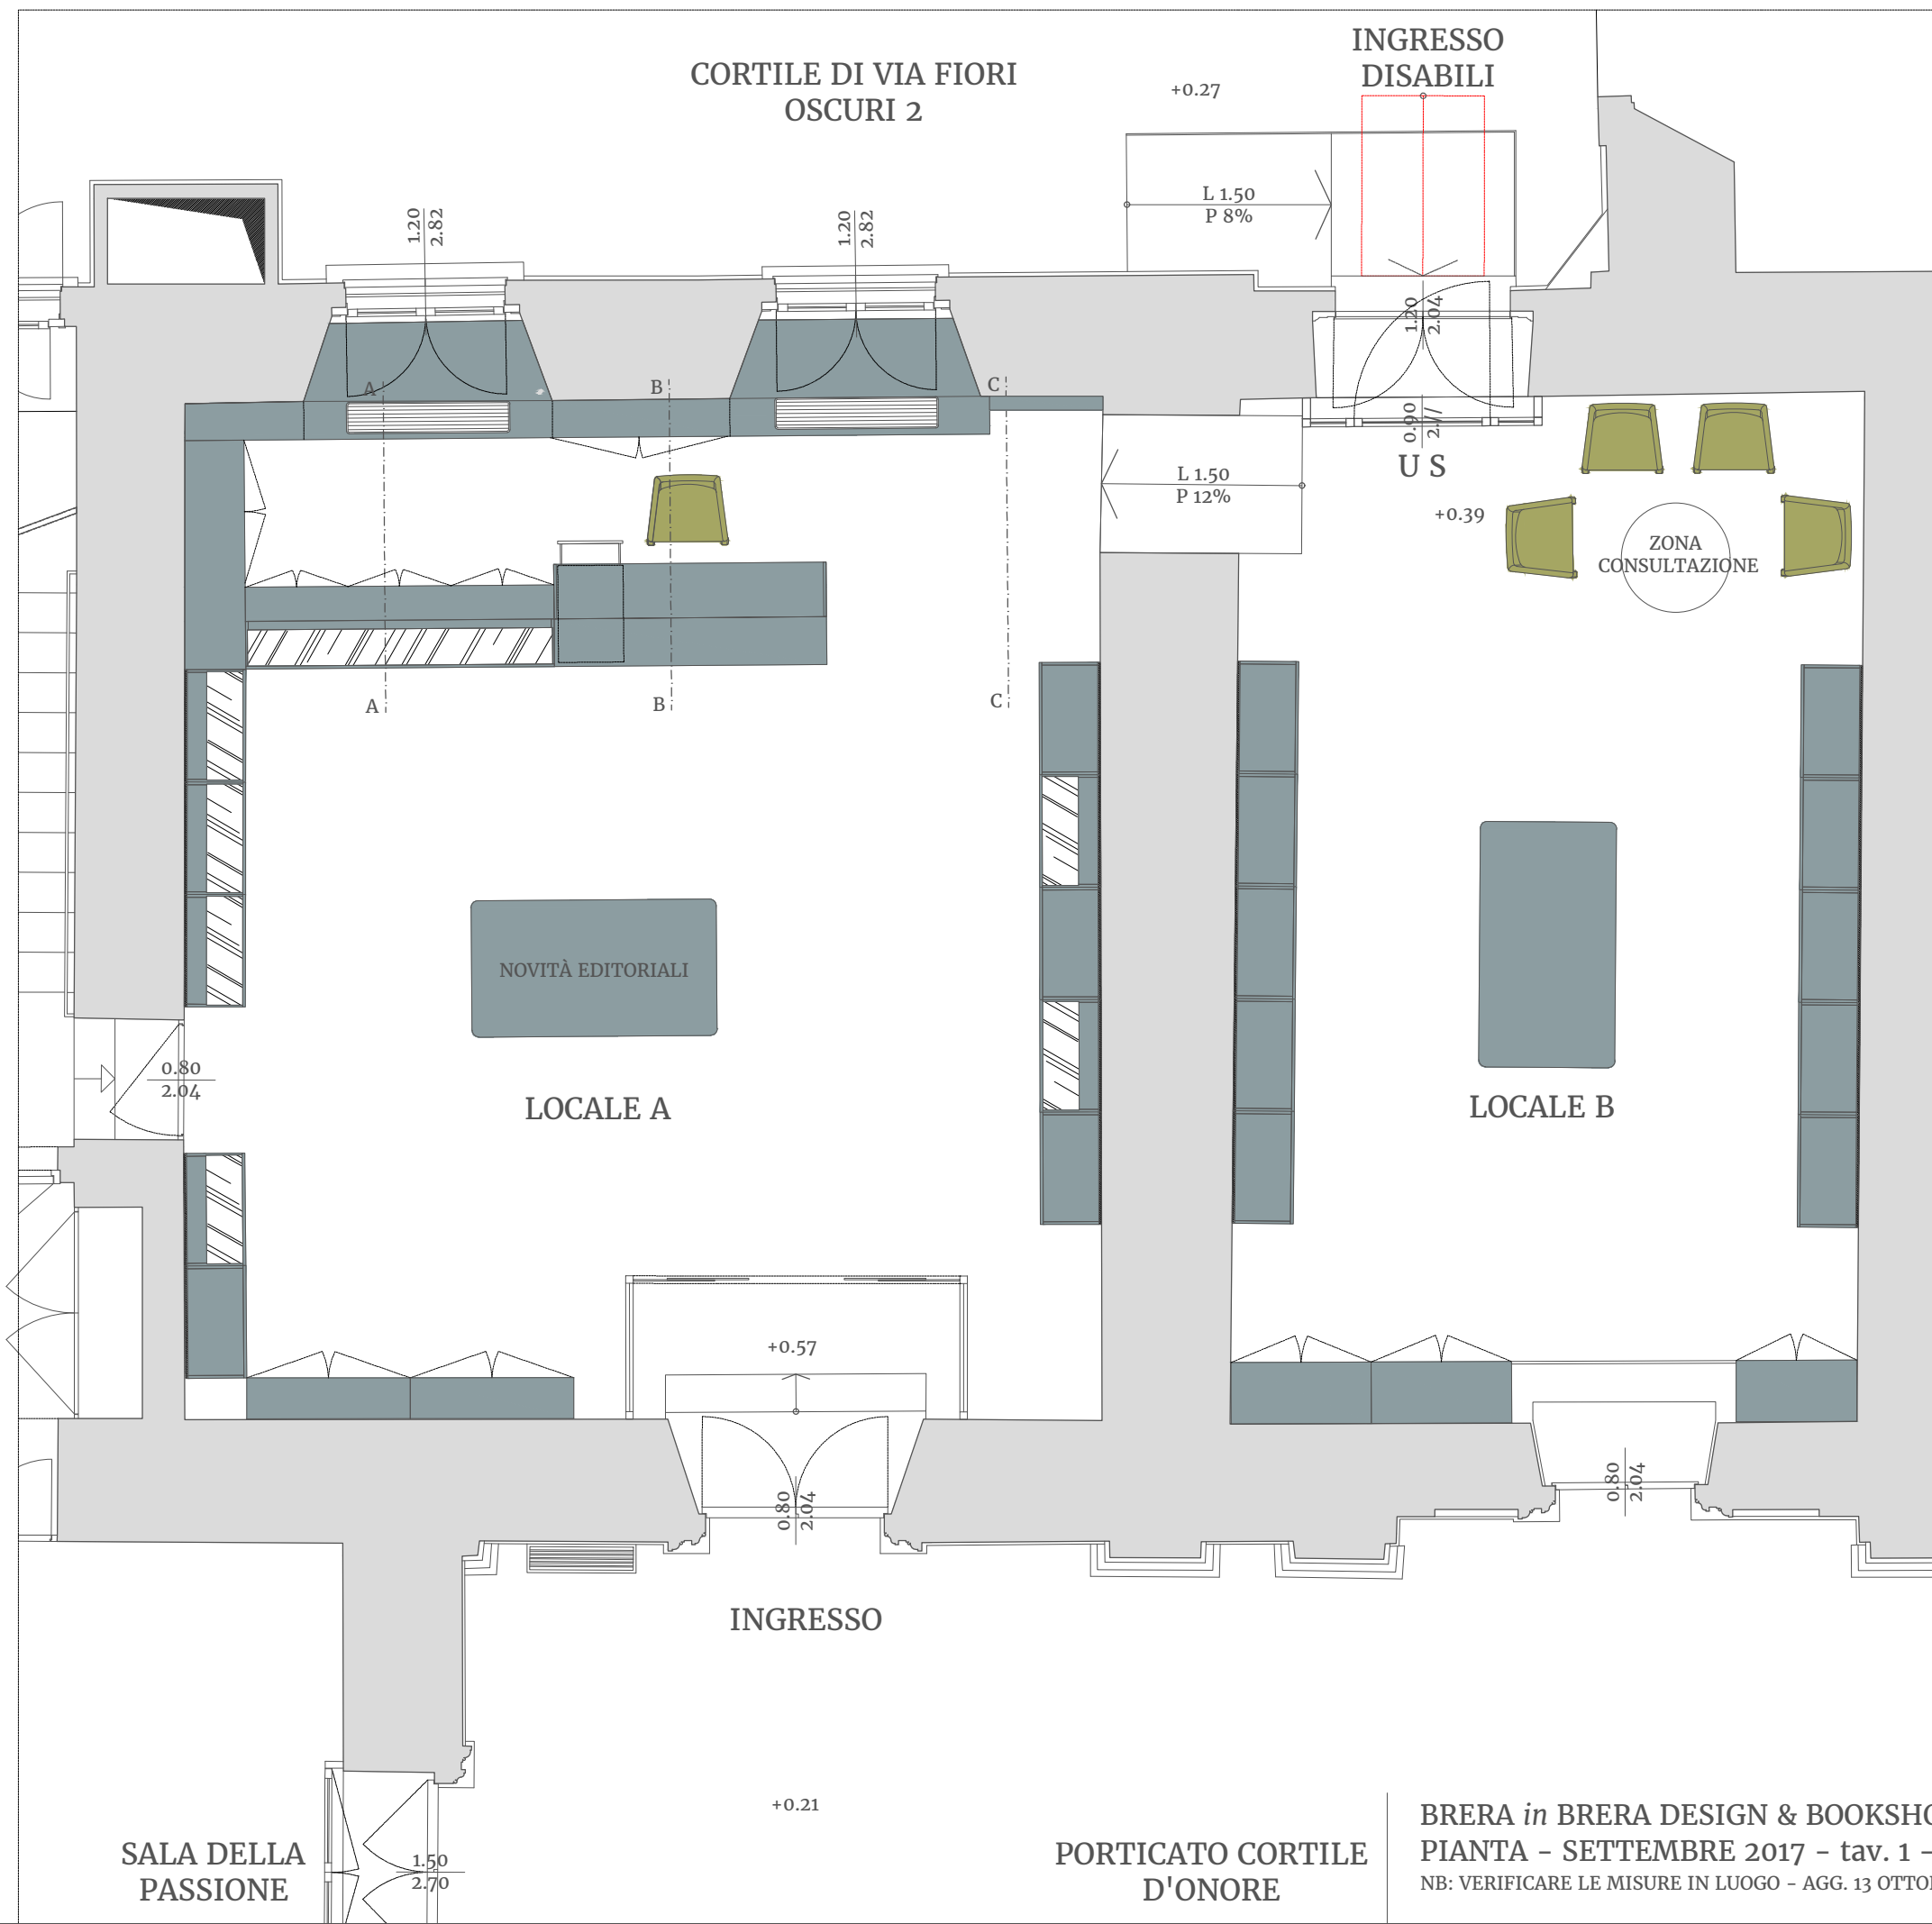 INGRESSO
DISABILI
CORTILE DI VIA FIORI
OSCURI 2
+0.27
L 1.50
P 8%
1.20
2.82
1.20
2.82
1.20
2.04
A
B
C
0.90
2.//
U S
L 1.50
P 12%
+0.39
ZONA
CONSULTAZIONE
A
B
C
NOVITÀ EDITORIALI
0.80
2.04
LOCALE A
LOCALE B
+0.57
0.80
2.04
0.80
2.04
INGRESSO
+0.21
SALA DELLA
PASSIONE
1.50
2.70
PORTICATO CORTILE
D'ONORE
BRERA in BRERA DESIGN & BOOKSHO
PIANTA - SETTEMBRE 2017 - tav. 1 -
NB: VERIFICARE LE MISURE IN LUOGO - AGG. 13 OTTO